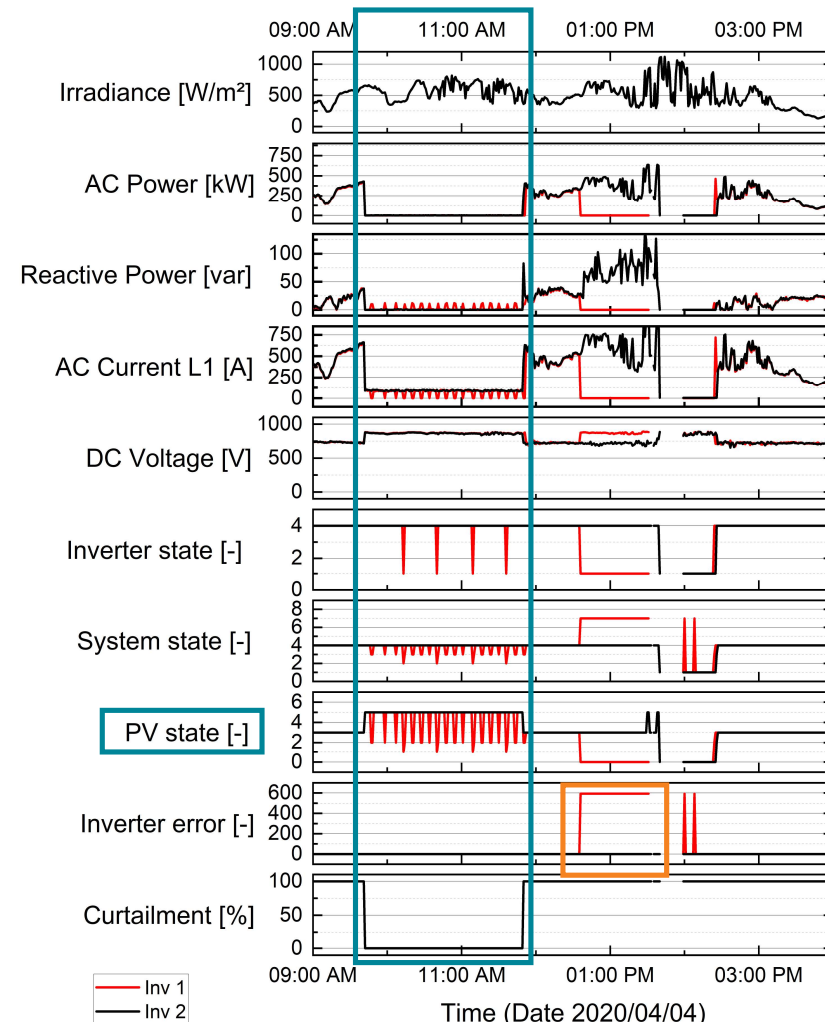 09:00 AM 11:00 AM 01:00 PM 03:00 PM
Irradiance [W/m²]
1000
500
0
AC Power [kW]
750
500
250
0
Reactive Power [var]
100
50
0
AC Current L1 [A]
750
500
250
0
DC Voltage [V]
1000
500
0
Inverter state [-]
4
2
0
System state [-]
8
6
4
2
0
PV state [-]
6
4
2
0
Inverter error [-]
600
400
200
0
Curtailment [%]
100
50
0
09:00 AM 11:00 AM 01:00 PM 03:00 PM
Inv 1
Inv 2
Time (Date 2020/04/04)